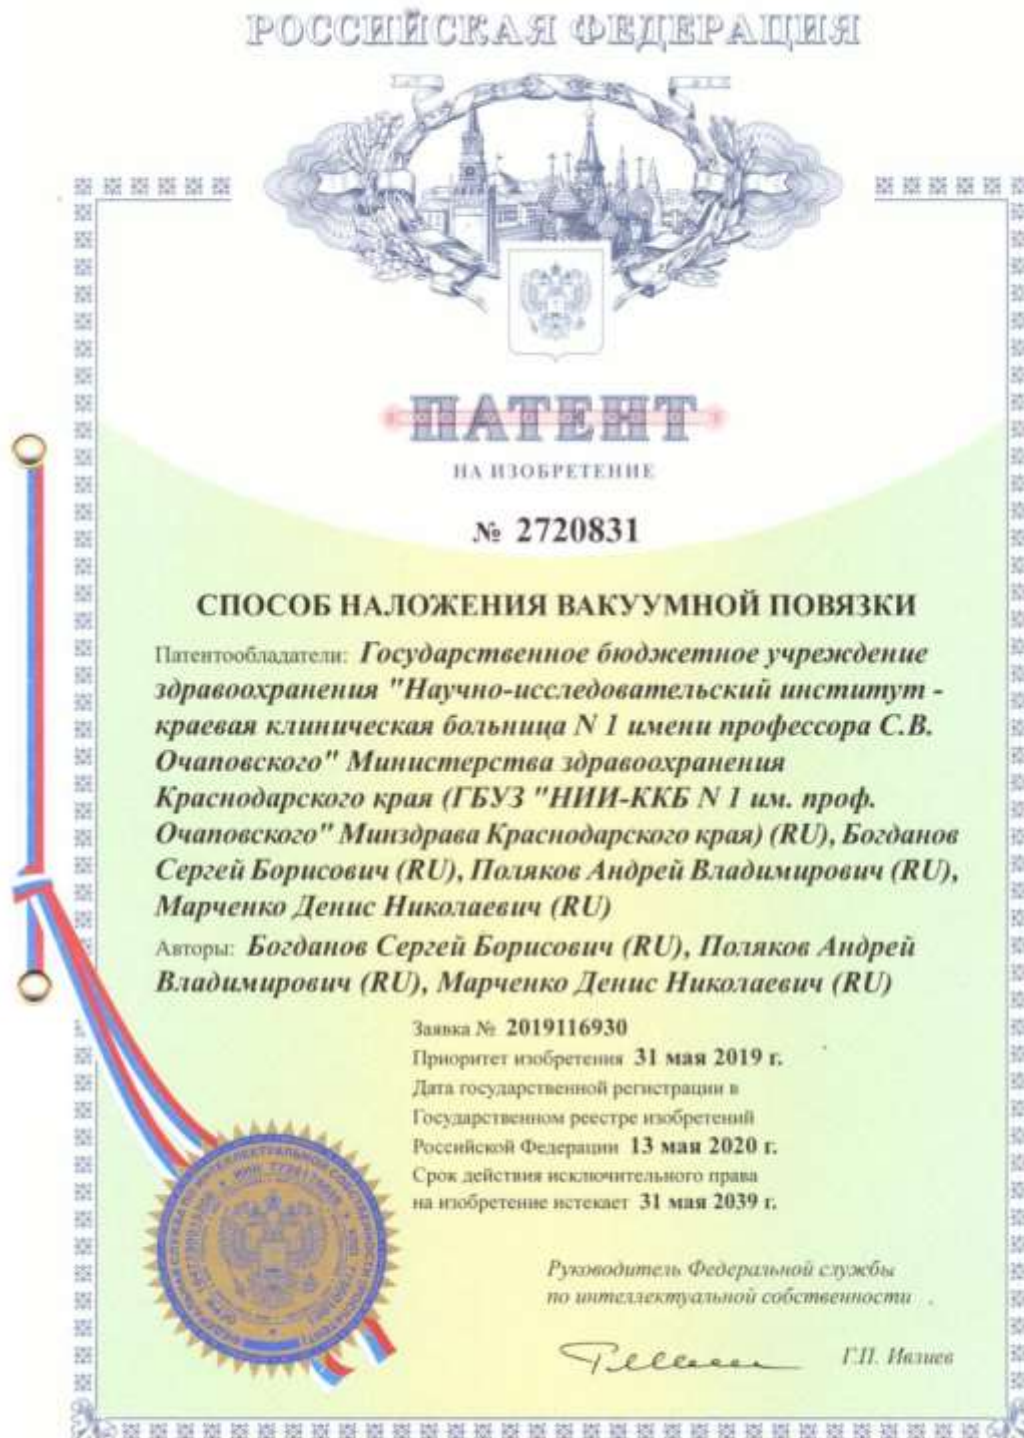 РОССИЙСКАЯ ФЕДЕРАЦИЯ
ПАТЕНТ
НА ИЗОБРЕТЕНИЕ
№ 2720831
СПОСОБ НАЛОЖЕНИЯ ВАКУУМНОЙ ПОВЯЗКИ
Патентообладатели: Государственное бюджетное учреждение
здравоохранения "Научно-исследовательский институт -
краевая клиническая больница N 1 имени профессора С.В.
Очаповского" Министерства здравоохранения
Краснодарского края (ГБУЗ "НИИ-ККБ N 1 им. проф.
Очаповского" Минздрава Краснодарского края) (RU), Богданов
Сергей Борисович (RU), Поляков Андрей Владимирович (RU),
Марченко Денис Николаевич (RU)
Авторы: Богданов Сергей Борисович (RU), Поляков Андрей
Владимирович (RU), Марченко Денис Николаевич (RU)
Заявка № 2019116930
Приоритет изобретения 31 мая 2019 г.
Дата государственной регистрации в
Государственном реестре изобретений
Российской Федерации 13 мая 2020 г.
Срок действия исключительного права
на изобретение истекает 31 мая 2039 г.
Руководитель Федеральной службы
по интеллектуальной собственности
Г.П. Ивлиев
ФЕДЕРАЛЬНАЯ СЛУЖБА ПО ИНТЕЛЛЕКТУАЛЬНОЙ СОБСТВЕННОСТИ